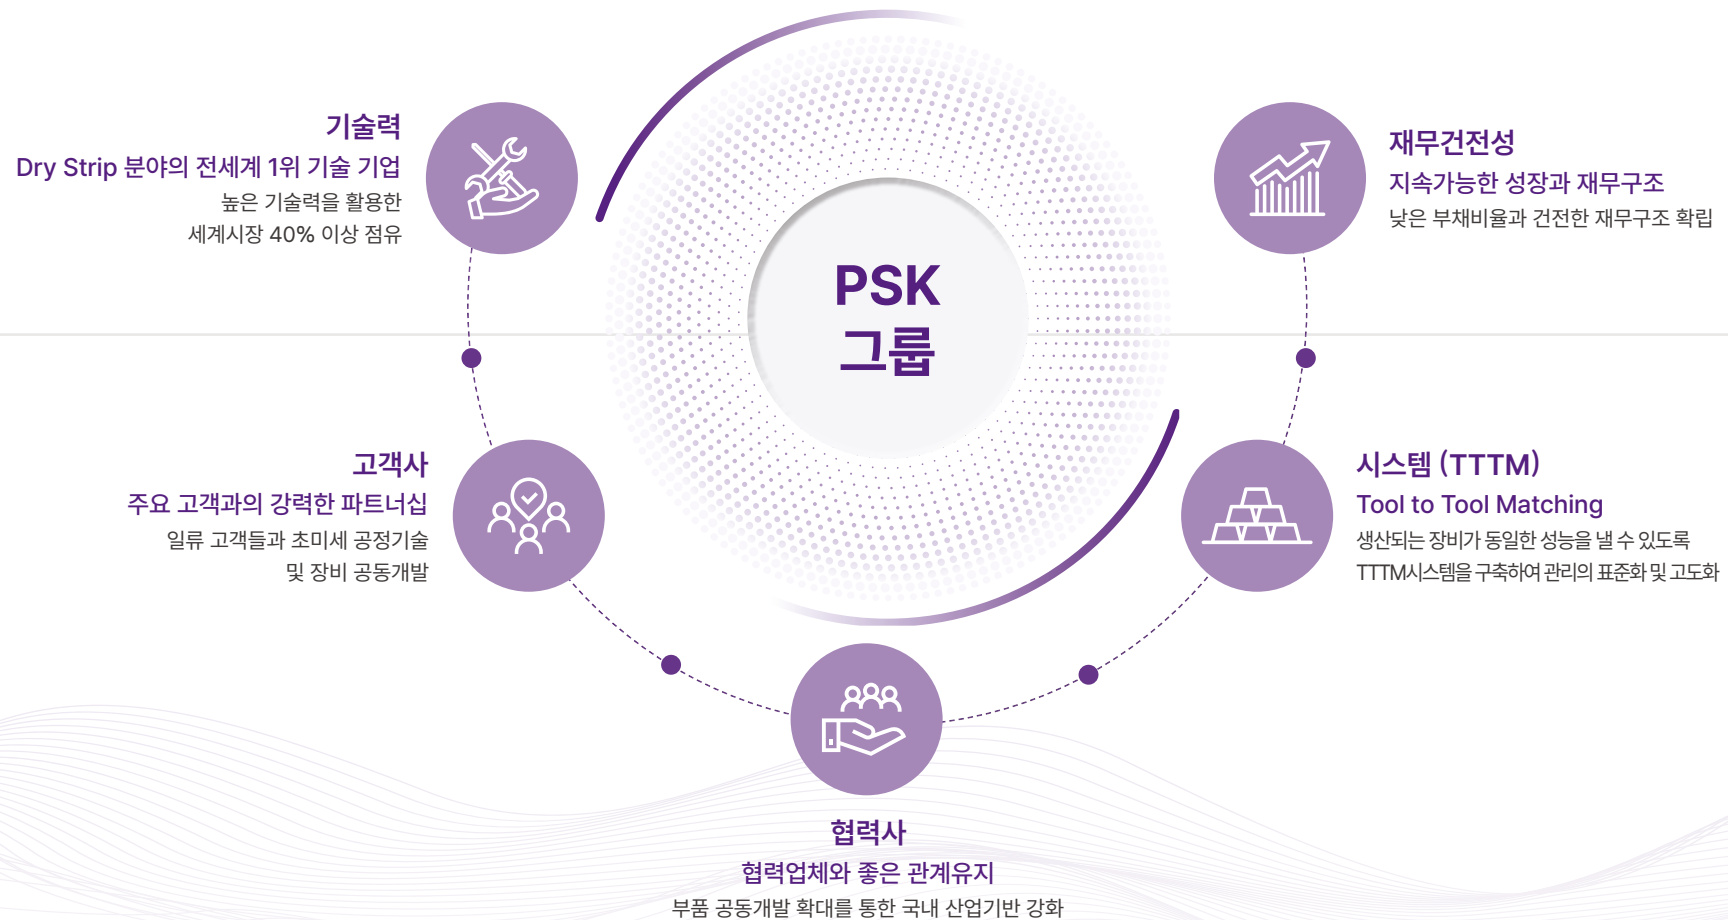 기술력
Dry Strip 분야의 전세계 1위 기술 기업
높은 기술력을 활용한
세계시장 40% 이상 점유
재무건전성
지속가능한 성장과 재무구조
낮은 부채비율과 건전한 재무구조 확립
PSK
그룹
고객사
주요 고객과의 강력한 파트너십
일류 고객들과 초미세 공정기술
및 장비 공동개발
시스템 (TTTM)
Tool to Tool Matching
생산되는 장비가 동일한 성능을 낼 수 있도록
TTTM시스템을 구축하여 관리의 표준화 및 고도화
협력사
협력업체와 좋은 관계유지
부품 공동개발 확대를 통한 국내 산업기반 강화